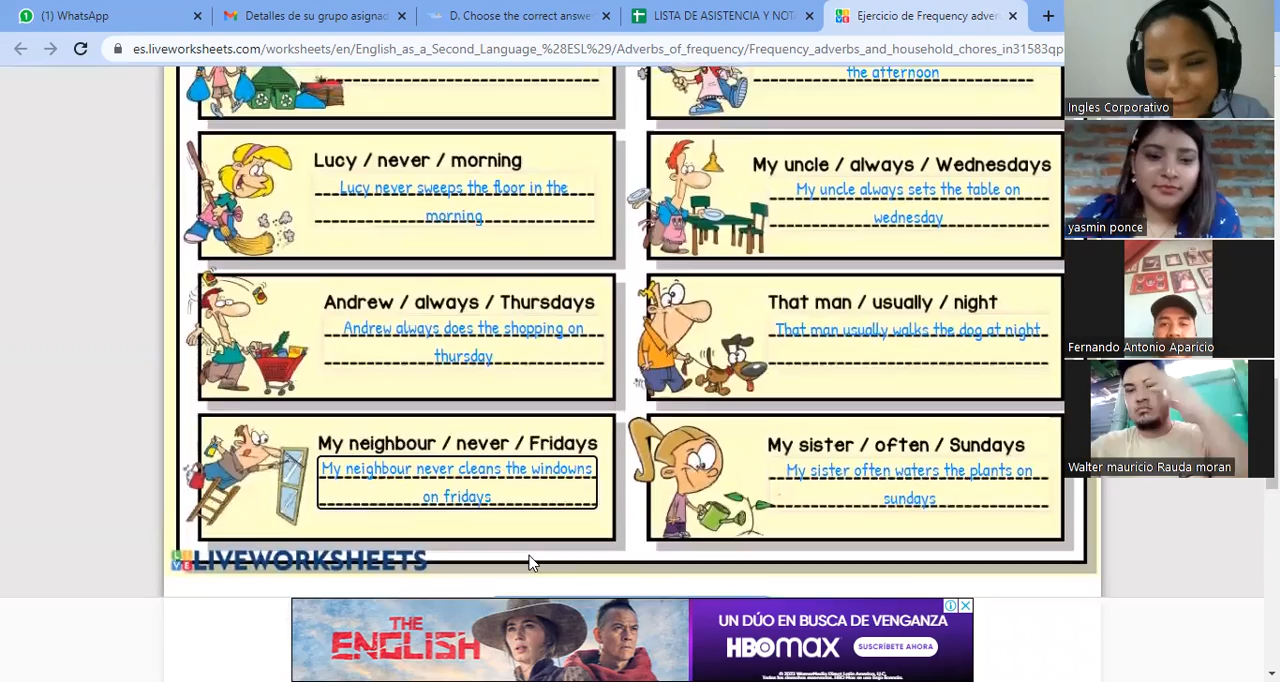 (1) WhatsApp
Detalles de su grupo asignad
D. Choose the correct answe
LISTA DE ASISTENCIA Y NOT
Ejercicio de Frequency adver
es.liveworksheets.com/worksheets/en/English_as_a_Second_Language_%28ESL%29/Adverbs_of_frequency/Frequency_adverbs_and_household_chores_in31583qp
the afternoon
Lucy / never / morning
Lucy never sweeps the floor in the
morning
My uncle / always / Wednesdays
My uncle always sets the table on
wednesday
Andrew / always / Thursdays
Andrew always does the shopping on
thursday
That man / usually / night
That man usually walks the dog at night
My neighbour / never / Fridays
My neighbour never cleans the windowns
on fridays
My sister / often / Sundays
My sister often waters the plants on
sundays
LIVEWORKSHEETS
THE
ENGLISH
UN DÚO EN BUSCA DE VENGANZA
HBOMAX
SUSCRÍBETE AHORA
Ingles Corporativo
yasmin ponce
Fernando Antonio Aparicio
Walter mauricio Rauda moran